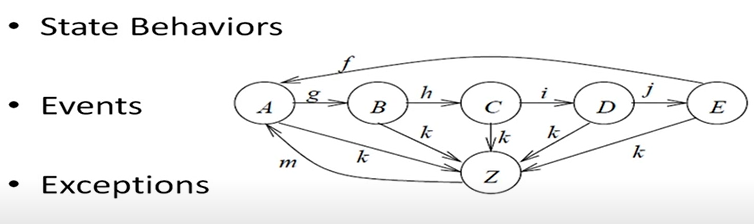 • State Behaviors
f
• Events
A g B h C i D j E
k k k k k
m
Z
• Exceptions